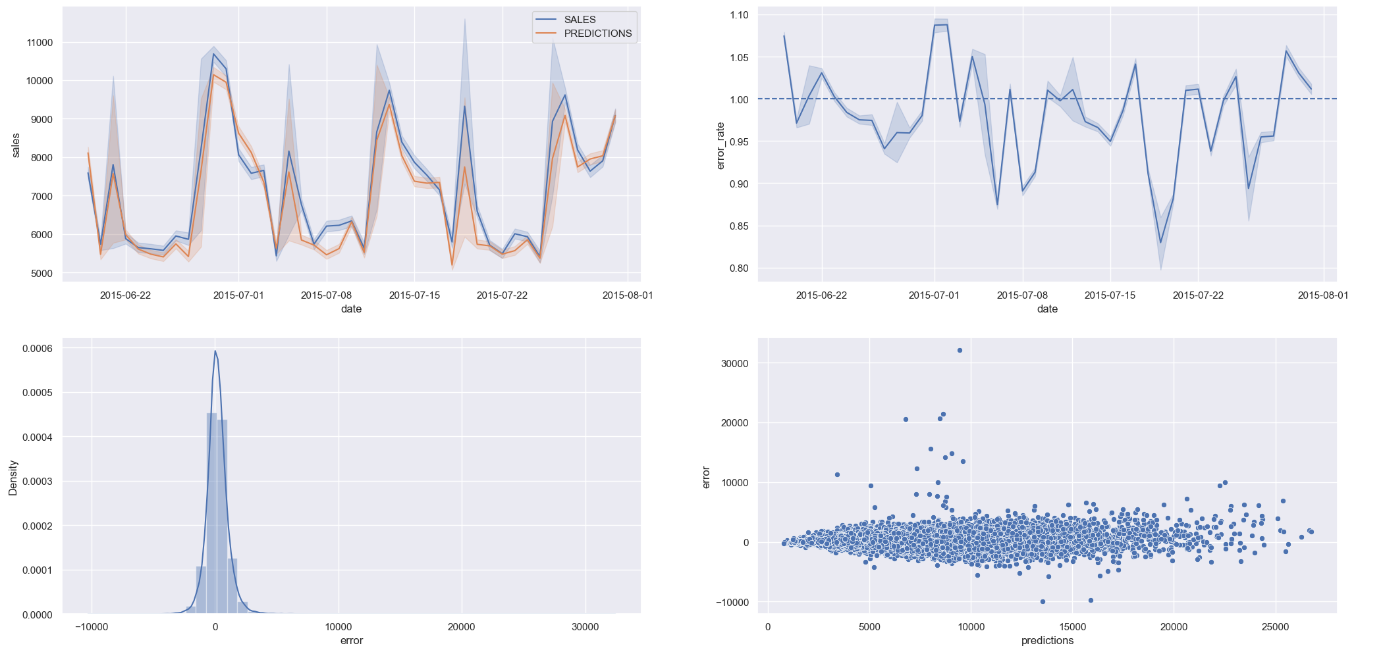 SALES
PREDICTIONS
11000
10000
9000
8000
7000
6000
5000
sales
2015-06-22 2015-07-01 2015-07-08 2015-07-15 2015-07-22 2015-08-01
date
1.10
1.05
1.00
0.95
0.90
0.85
0.80
error_rate
2015-06-22 2015-07-01 2015-07-08 2015-07-15 2015-07-22 2015-08-01
date
0.0006
0.0005
0.0004
0.0003
0.0002
0.0001
0.0000
Density
−10000 0 10000 20000 30000
error
30000
20000
10000
0
−10000
error
0 5000 10000 15000 20000 25000
predictions